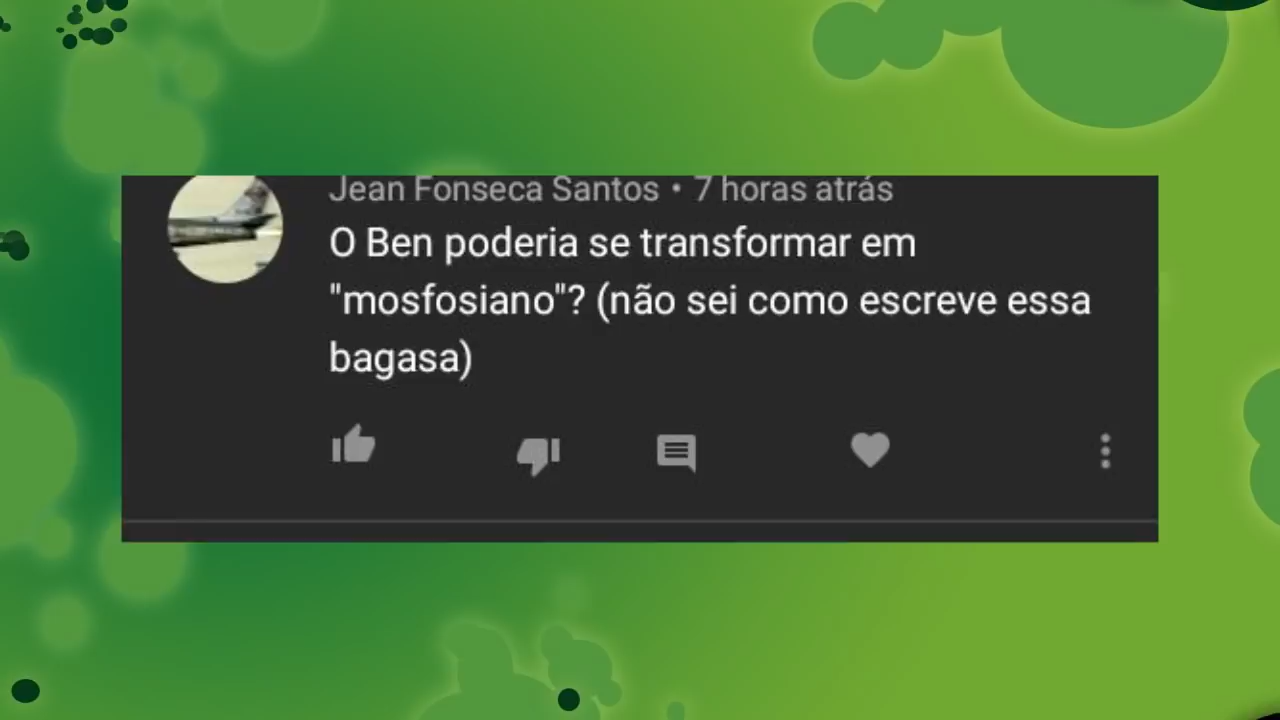 Jean Fonseca Santos • 7 horas atrás
O Ben poderia se transformar em
"mosfosiano"? (não sei como escreve essa
bagasa)